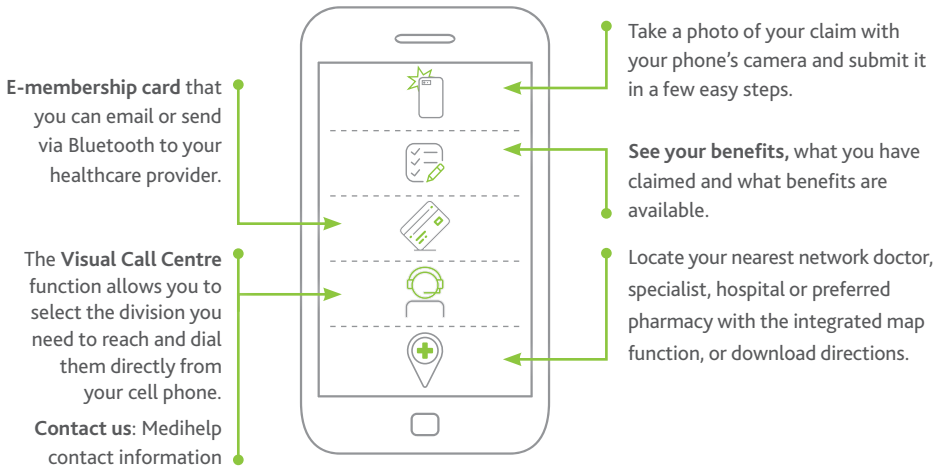 E-membership card that
you can email or send
via Bluetooth to your
healthcare provider.
The Visual Call Centre
function allows you to
select the division you
need to reach and dial
them directly from
your cell phone.
Contact us: Medihelp
contact information
Take a photo of your claim with
your phone’s camera and submit it
in a few easy steps.
See your benefits, what you have
claimed and what benefits are
available.
Locate your nearest network doctor,
specialist, hospital or preferred
pharmacy with the integrated map
function, or download directions.